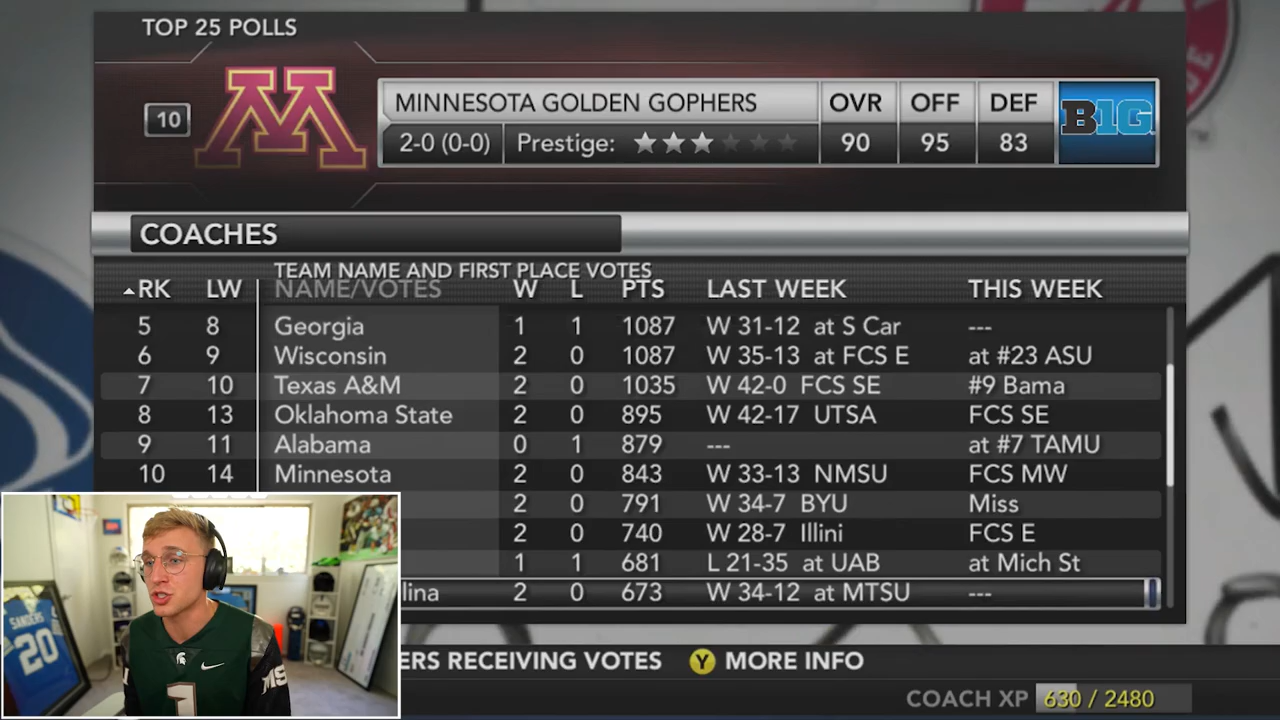 TOP 25 POLLS
10
MINNESOTA GOLDEN GOPHERS OVR OFF DEF B1G
2-0 (0-0) Prestige: 90 95 83
COACHES
TEAM NAME AND FIRST PLACE VOTES
RK LW NAME/VOTES W L PTS LAST WEEK THIS WEEK
5 8 Georgia 1 1 1087 W 31-12 at S Car ---
6 9 Wisconsin 2 0 1087 W 35-13 at FCS E at #23 ASU
7 10 Texas A&M 2 0 1035 W 42-0 FCS SE #9 Bama
8 13 Oklahoma State 2 0 895 W 42-17 UTSA FCS SE
9 11 Alabama 0 1 879 --- at #7 TAMU
10 14 Minnesota 2 0 843 W 33-13 NMSU FCS MW
2 0 791 W 34-7 BYU Miss
2 0 740 W 28-7 Illini FCS E
1 1 681 L 21-35 at UAB at Mich St
lina 2 0 673 W 34-12 at MTSU ---
ERS RECEIVING VOTES Y MORE INFO
COACH XP 630 / 2480
SANDERS
20
1